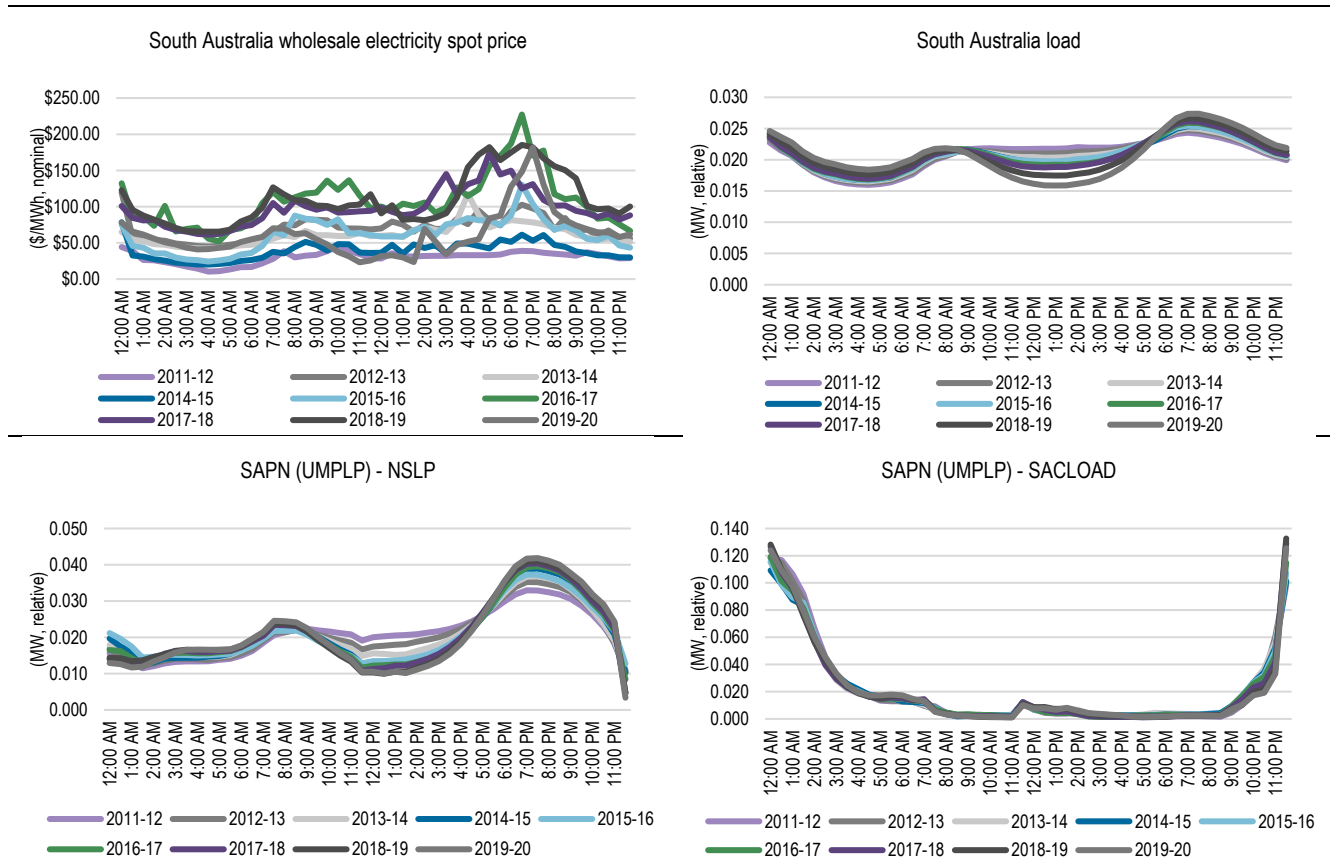 South Australia wholesale electricity spot price
($/MWh, nominal)
$250.00
$200.00
$150.00
$100.00
$50.00
$0.00
12:00 AM
1:00 AM
2:00 AM
3:00 AM
4:00 AM
5:00 AM
6:00 AM
7:00 AM
8:00 AM
9:00 AM
10:00 AM
11:00 AM
12:00 PM
1:00 PM
2:00 PM
3:00 PM
4:00 PM
5:00 PM
6:00 PM
7:00 PM
8:00 PM
9:00 PM
10:00 PM
11:00 PM
2011-12 2012-13 2013-14
2014-15 2015-16 2016-17
2017-18 2018-19 2019-20
South Australia load
(MW, relative)
0.030
0.025
0.020
0.015
0.010
0.005
0.000
12:00 AM
1:00 AM
2:00 AM
3:00 AM
4:00 AM
5:00 AM
6:00 AM
7:00 AM
8:00 AM
9:00 AM
10:00 AM
11:00 AM
12:00 PM
1:00 PM
2:00 PM
3:00 PM
4:00 PM
5:00 PM
6:00 PM
7:00 PM
8:00 PM
9:00 PM
10:00 PM
11:00 PM
2011-12 2012-13 2013-14
2014-15 2015-16 2016-17
2017-18 2018-19 2019-20
SAPN (UMPLP) - NSLP
(MW, relative)
0.050
0.040
0.030
0.020
0.010
0.000
12:00 AM
1:00 AM
2:00 AM
3:00 AM
4:00 AM
5:00 AM
6:00 AM
7:00 AM
8:00 AM
9:00 AM
10:00 AM
11:00 AM
12:00 PM
1:00 PM
2:00 PM
3:00 PM
4:00 PM
5:00 PM
6:00 PM
7:00 PM
8:00 PM
9:00 PM
10:00 PM
11:00 PM
2011-12 2012-13 2013-14 2014-15 2015-16
2016-17 2017-18 2018-19 2019-20
SAPN (UMPLP) - SACLOAD
(MW, relative)
0.140
0.120
0.100
0.080
0.060
0.040
0.020
0.000
12:00 AM
1:00 AM
2:00 AM
3:00 AM
4:00 AM
5:00 AM
6:00 AM
7:00 AM
8:00 AM
9:00 AM
10:00 AM
11:00 AM
12:00 PM
1:00 PM
2:00 PM
3:00 PM
4:00 PM
5:00 PM
6:00 PM
7:00 PM
8:00 PM
9:00 PM
10:00 PM
11:00 PM
2011-12 2012-13 2013-14 2014-15 2015-16
2016-17 2017-18 2018-19 2019-20